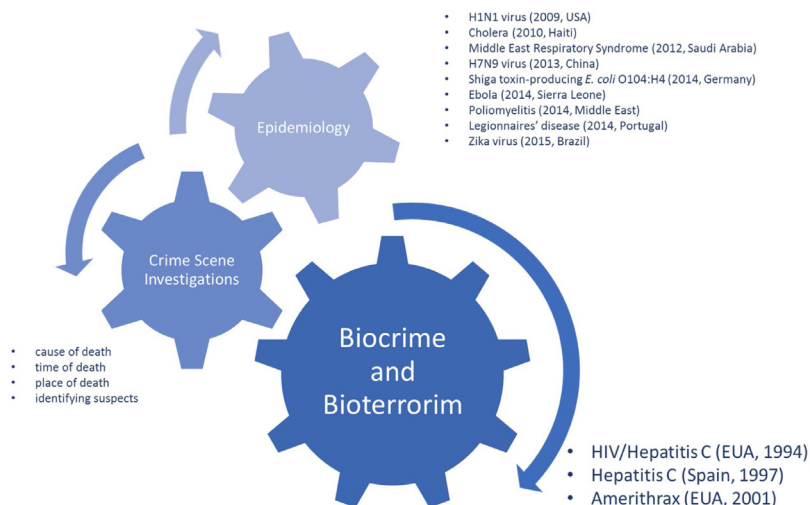 • H1N1 virus (2009, USA)
• Cholera (2010, Haiti)
• Middle East Respiratory Syndrome (2012, Saudi Arabia)
• H7N9 virus (2013, China)
• Shiga toxin-producing E. coli O104:H4 (2014, Germany)
• Ebola (2014, Sierra Leone)
• Poliomyelitis (2014, Middle East)
• Legionnaires' disease (2014, Portugal)
• Zika virus (2015, Brazil)
Epidemiology
Crime Scene
Investigations
• cause of death
• time of death
• place of death
• identifying suspects
Biocrime
and
Bioterrorim
• HIV/Hepatitis C (EUA, 1994)
• Hepatitis C (Spain, 1997)
• Amerithrax (EUA, 2001)